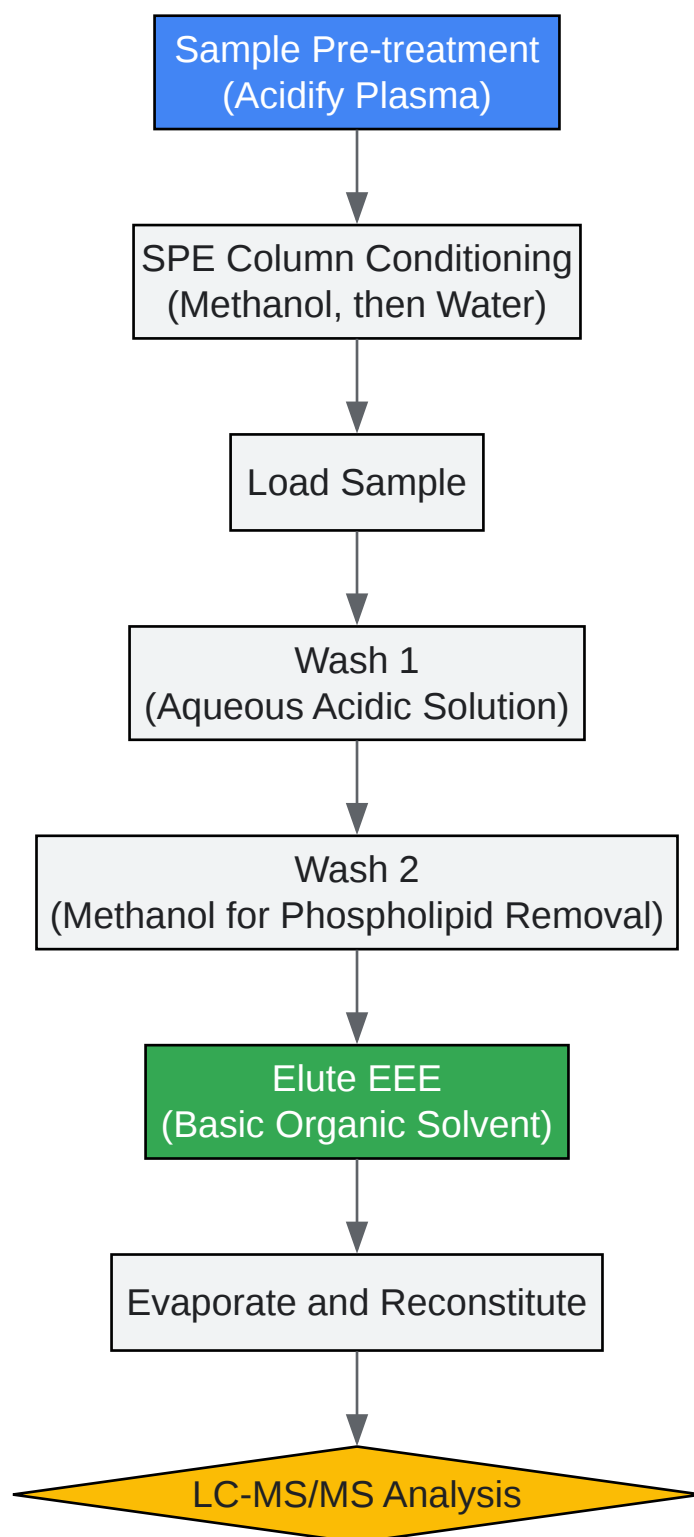 Sample Pre-treatment
(Acidify Plasma)
SPE Column Conditioning
(Methanol, then Water)
Load Sample
Wash 1
(Aqueous Acidic Solution)
Wash 2
(Methanol for Phospholipid Removal)
Elute EEE
(Basic Organic Solvent)
Evaporate and Reconstitute
LC-MS/MS Analysis